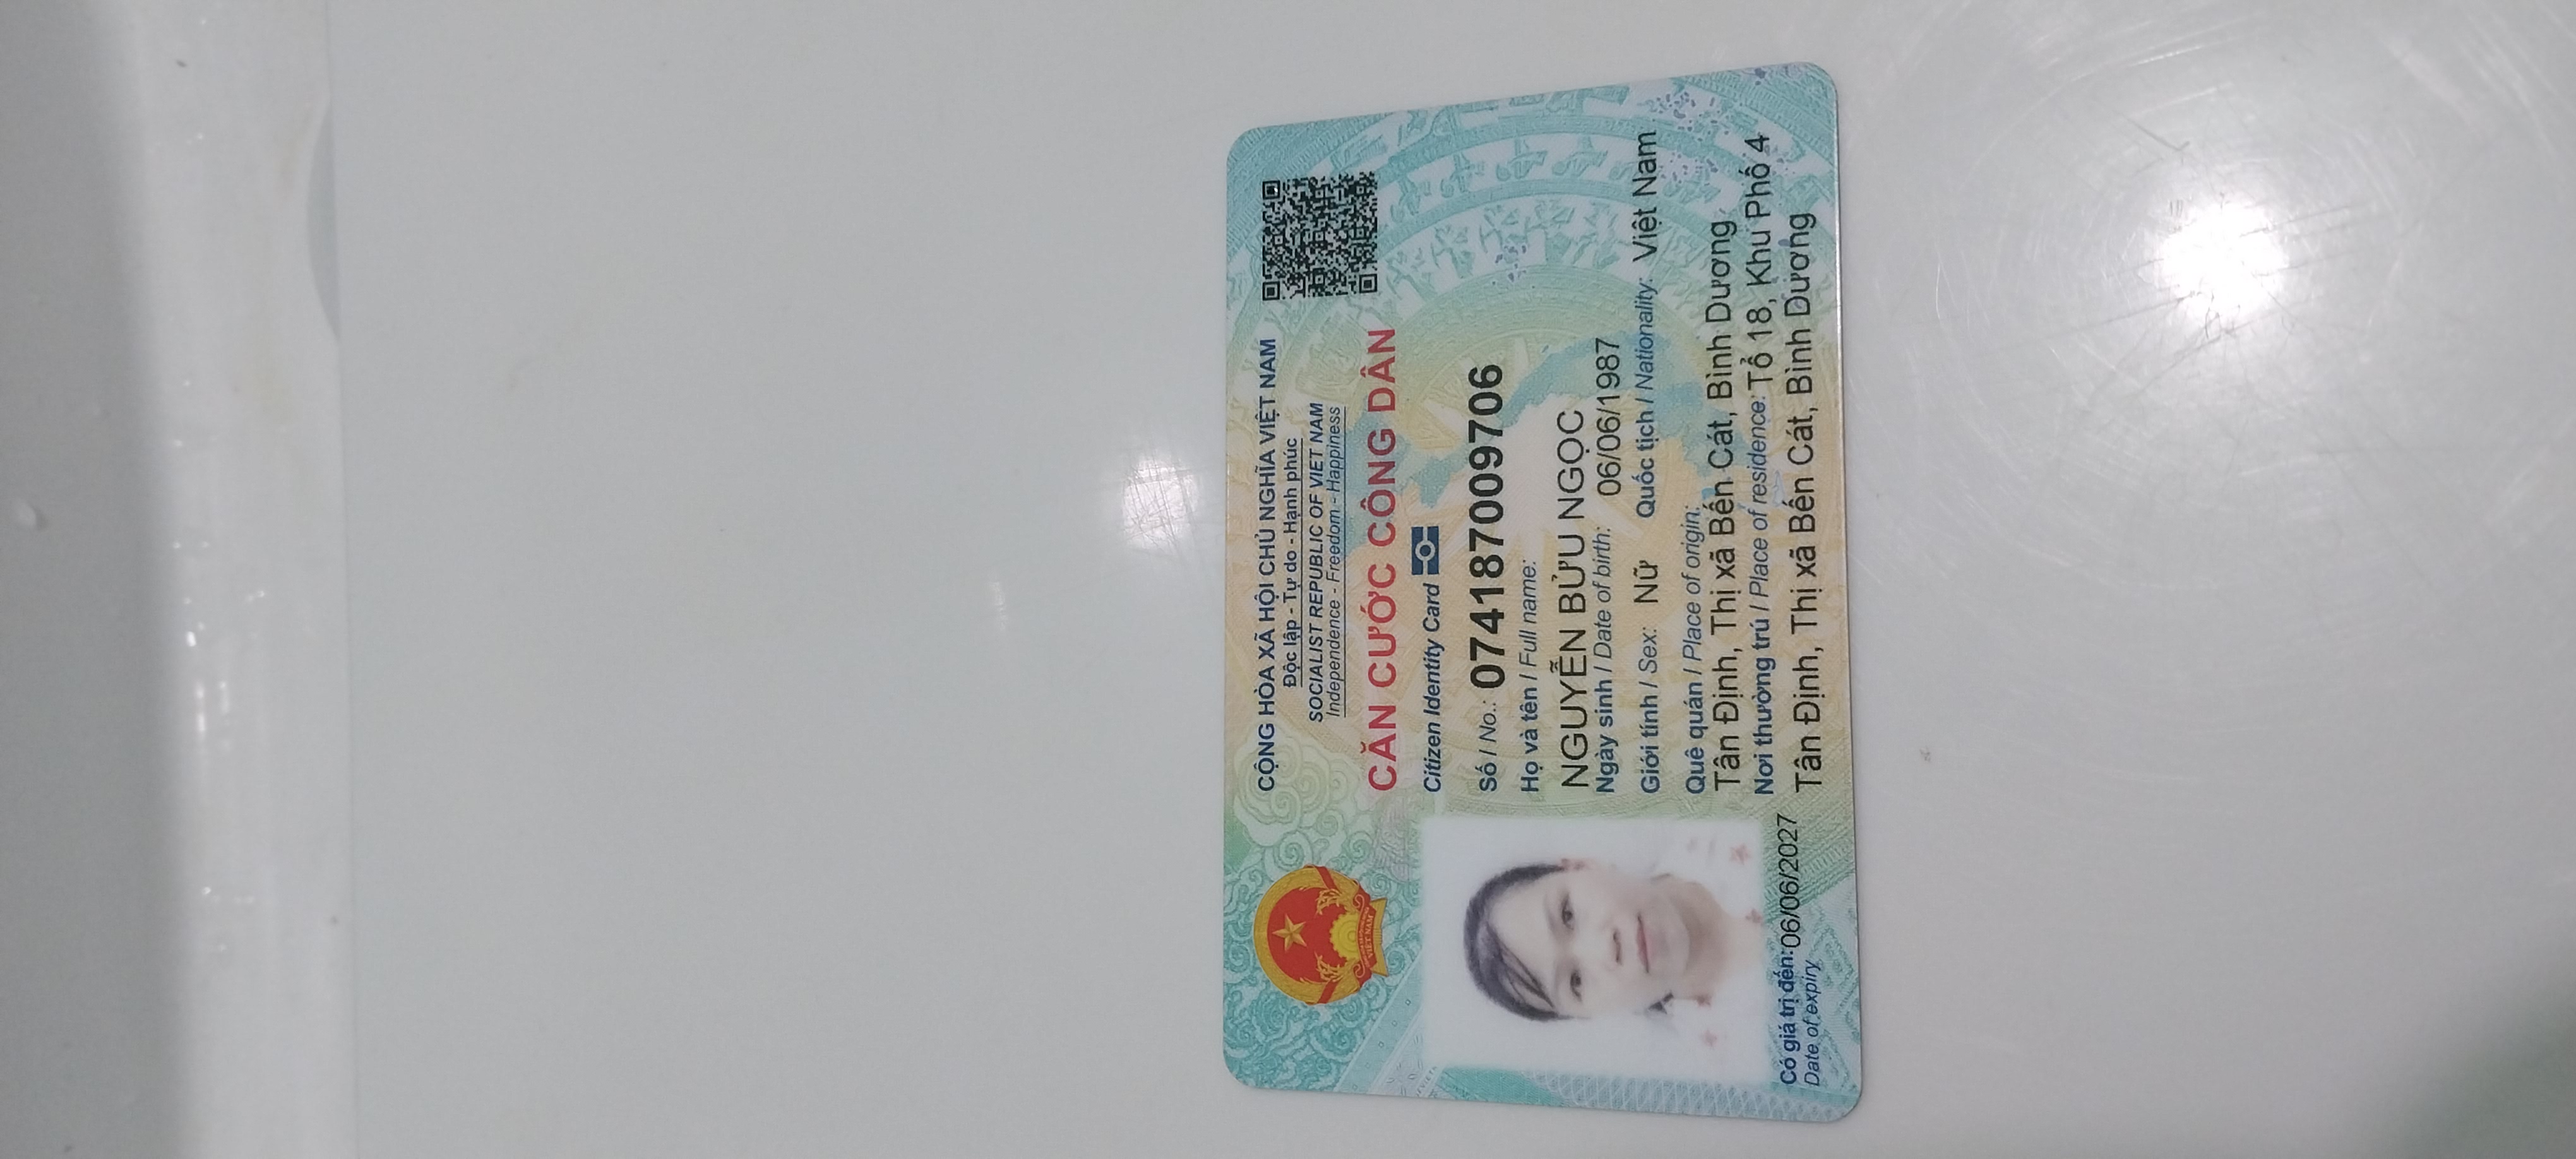 CỘNG HÒA XÃ HỘI CHỦ NGHĨA VIỆT NAM
Độc lập - Tự do - Hạnh phúc
SOCIALIST REPUBLIC OF VIET NAM
Independence - Freedom - Happiness
CĂN CƯỚC CÔNG DÂN
Citizen Identity Card
Số / No.: 074187009706
Họ và tên / Full name:
NGUYỄN BỬU NGỌC
Ngày sinh / Date of birth: 06/06/1987
Giới tính / Sex: Nữ Quốc tịch / Nationality: Việt Nam
Quê quán / Place of origin:
Tân Định, Thị xã Bến Cát, Bình Dương
Nơi thường trú / Place of residence: Tổ 18, Khu Phố 4
Tân Định, Thị xã Bến Cát, Bình Dương
Có giá trị đến: 06/06/2027
Date of expiry
VIỆT NAM